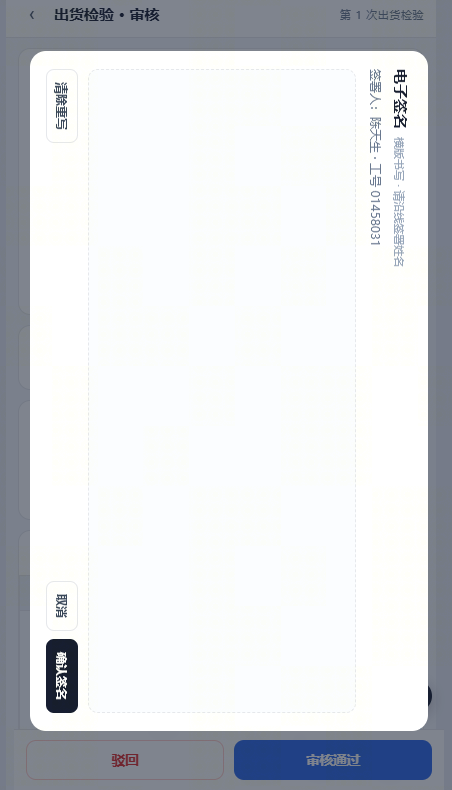 出货检验·审核
第 1 次出货检验
电子签名 横版书写 · 请沿线签署姓名
签署人：陈天生 · 工号 01458031
清除重写
取消
确认签名
驳回
审核通过